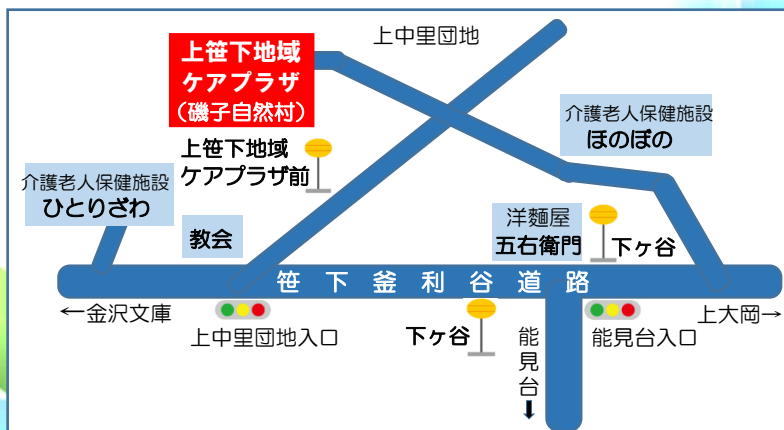 上中里団地
上笹下地域
ケアプラザ
（磯子自然村）
介護老人保健施設
ほのぼの
上笹下地域
ケアプラザ前
介護老人保健施設
ひとりざわ
教会
洋麵屋
五右衛門
下ヶ谷
笹下釜利谷道路
←金沢文庫
上中里団地入口
下ヶ谷
能見台
↓
能見台入口
上大岡→